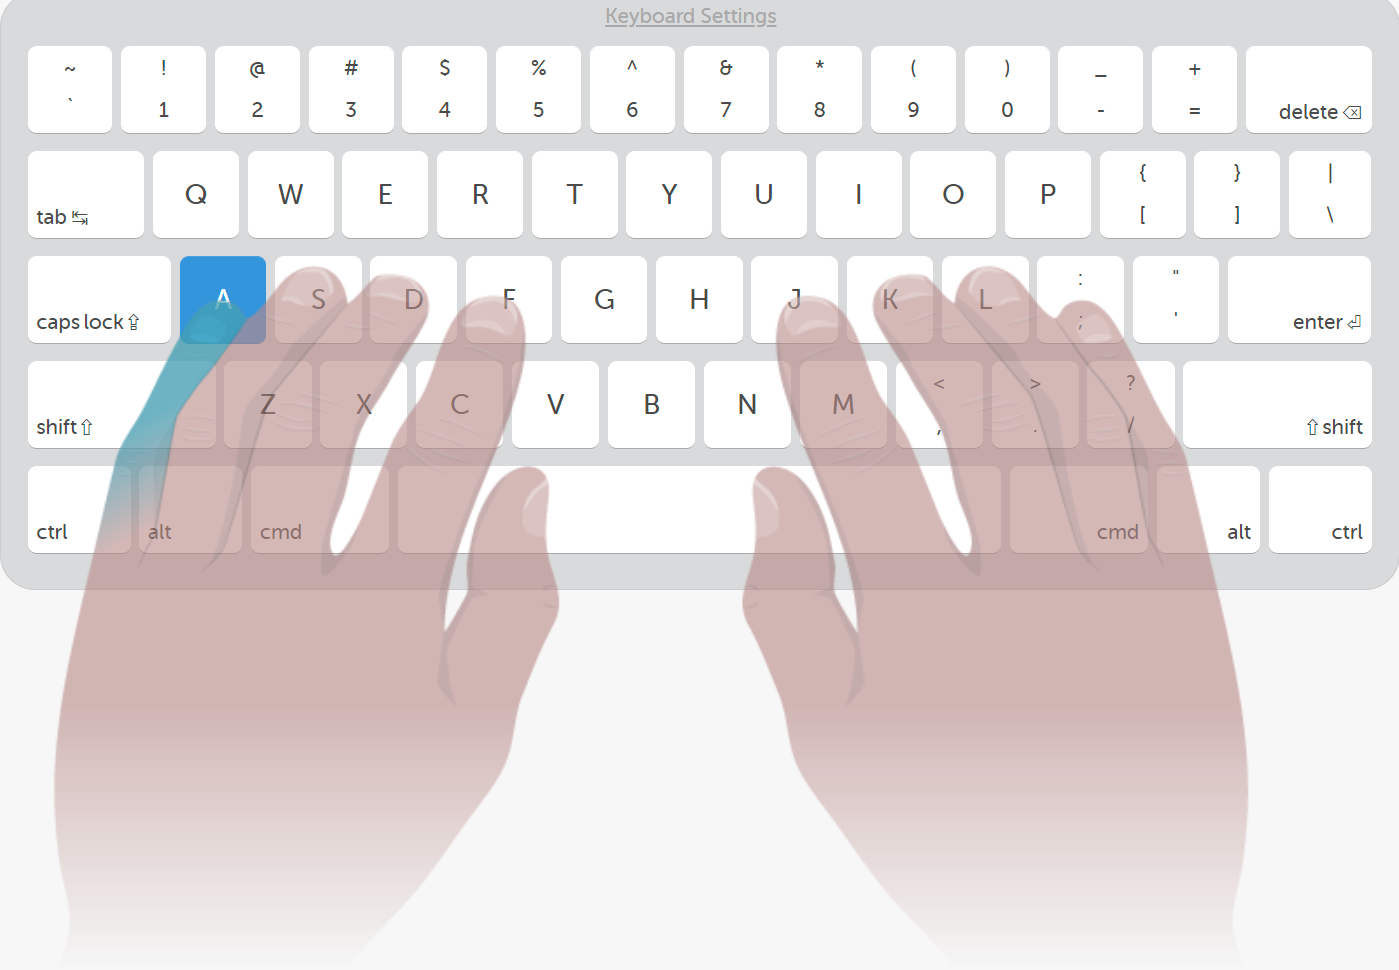 Keyboard Settings
~ ! @ # $ % ^ & * ( ) _ +
` 1 2 3 4 5 6 7 8 9 0 - = delete ⌫
tab ↹ Q W E R T Y U I O P { } |
[ ] \
caps lock ⇪ A S D F G H J K L : "
; ' enter ⏎
shift ⇧ Z X C V B N M < > ? ⇧ shift
, . /
ctrl alt cmd cmd alt ctrl